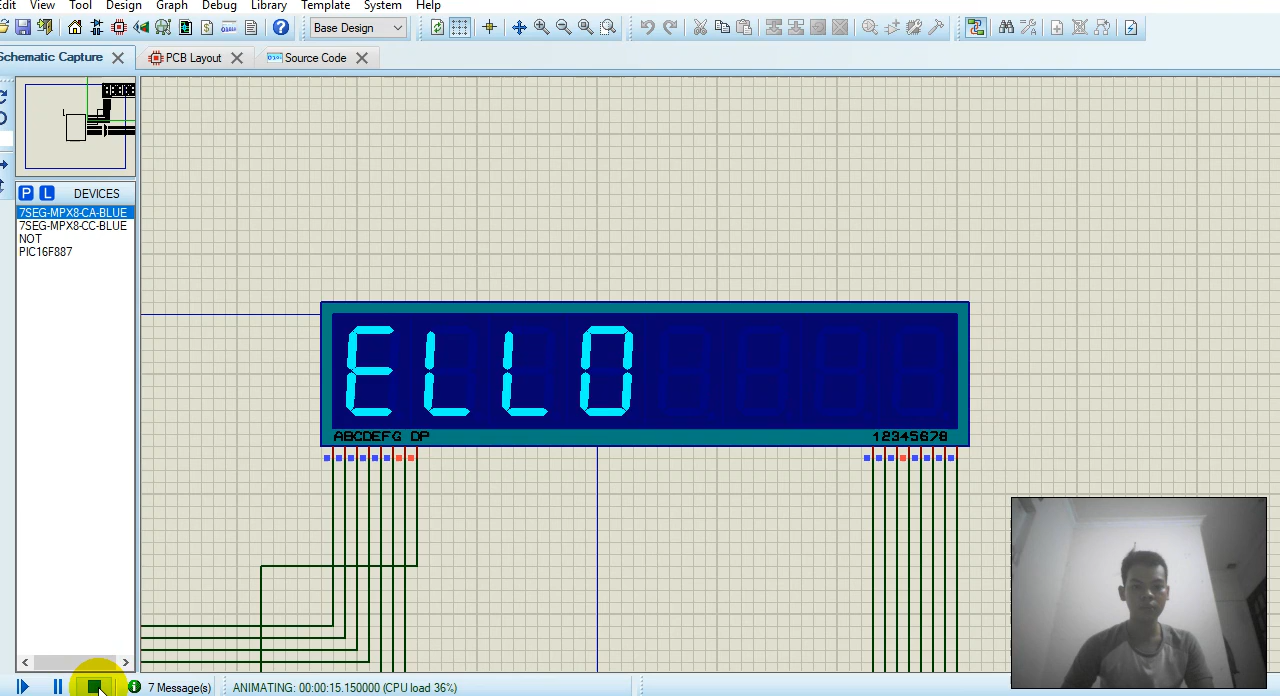 View Tool Design Graph Debug Library Template System Help
Base Design
Schematic Capture PCB Layout Source Code
P L DEVICES
7SEG-MPX8-CA-BLUE
7SEG-MPX8-CC-BLUE
NOT
PIC16F887
ELLO
ABCDEFG DP 12345678
7 Message(s) ANIMATING: 00:00:15.150000 (CPU load 36%)